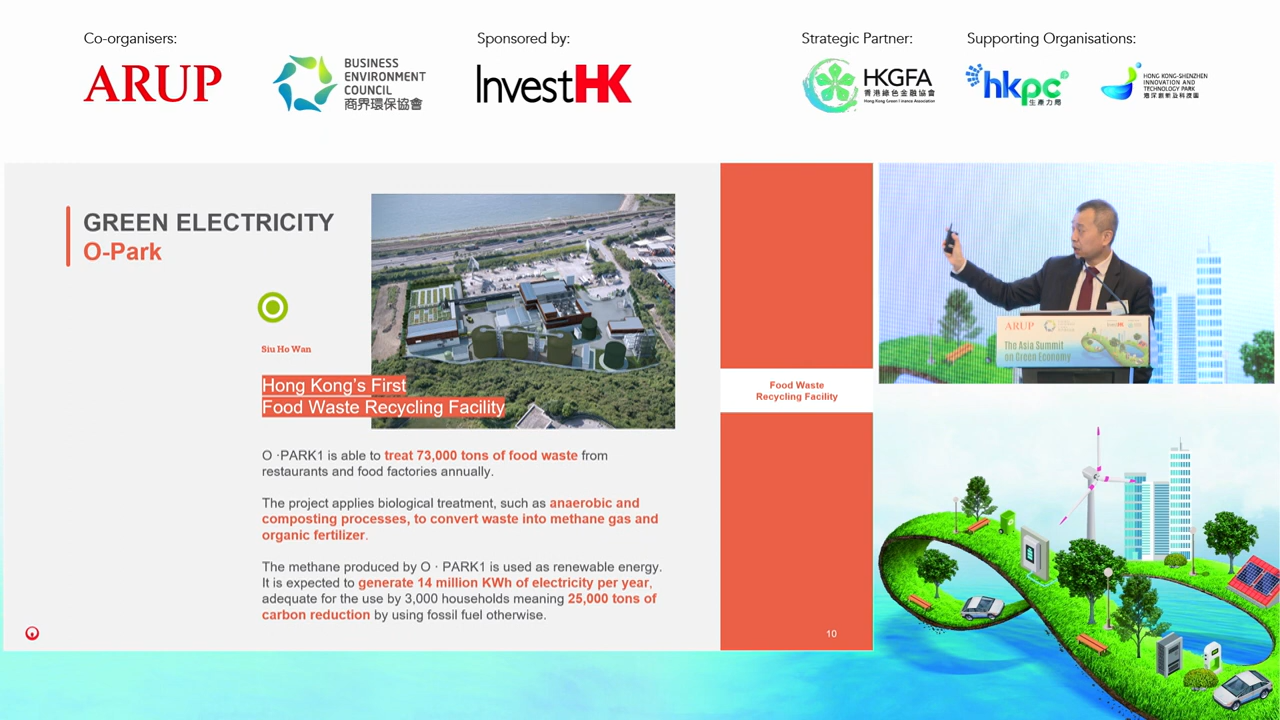 Co-organisers:
ARUP
BUSINESS
ENVIRONMENT
COUNCIL
商界環保協會
Sponsored by:
InvestHK
Strategic Partner:
HKGFA
香港綠色金融協會
Hong Kong Green Finance Association
Supporting Organisations:
hkpc
生產力局
HONG KONG-SHENZHEN
INNOVATION AND
TECHNOLOGY PARK
港深創新及科技園
GREEN ELECTRICITY
O-Park
Siu Ho Wan
Hong Kong's First
Food Waste Recycling Facility
O ·PARK1 is able to treat 73,000 tons of food waste from
restaurants and food factories annually.
The project applies biological treatment, such as anaerobic and
composting processes, to convert waste into methane gas and
organic fertilizer.
The methane produced by O · PARK1 is used as renewable energy.
It is expected to generate 14 million KWh of electricity per year,
adequate for the use by 3,000 households meaning 25,000 tons of
carbon reduction by using fossil fuel otherwise.
Food Waste
Recycling Facility
10
ARUP
InvestHK
The Asia Summit
on Green Economy